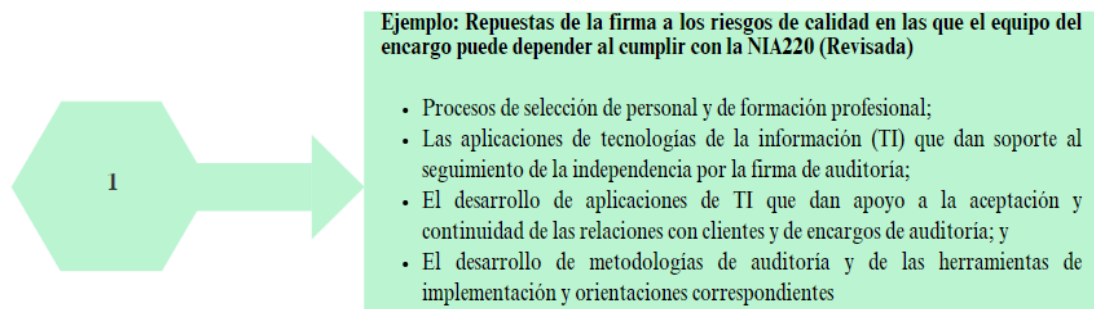 Ejemplo: Repuestas de la firma a los riesgos de calidad en las que el equipo del
encargo puede depender al cumplir con la NIA220 (Revisada)
• Procesos de selección de personal y de formación profesional;
• Las aplicaciones de tecnologías de la información (TI) que dan soporte al
seguimiento de la independencia por la firma de auditoría;
1
• El desarrollo de aplicaciones de TI que dan apoyo a la aceptación y
continuidad de las relaciones con clientes y de encargos de auditoría; y
• El desarrollo de metodologías de auditoría y de las herramientas de
implementación y orientaciones correspondientes